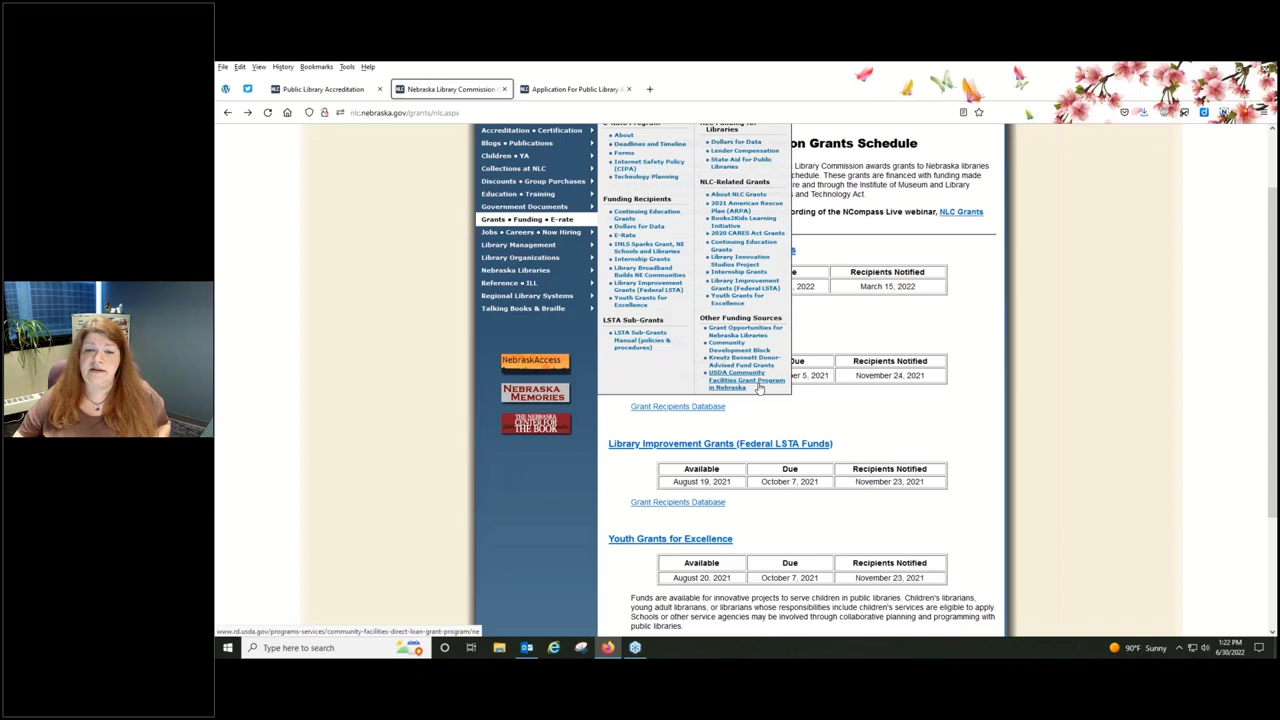 File Edit View History Bookmarks Tools Help
Public Library Accreditation
Nebraska Library Commission
Application For Public Library A
nlc.nebraska.gov/grants/nlc.aspx
Accreditation • Certification
Blogs • Publications
Children • YA
Collections at NLC
Discounts • Group Purchases
Education • Training
Government Documents
Grants • Funding • E-rate
Jobs • Careers • Now Hiring
Library Management
Library Organizations
Nebraska Libraries
Reference • ILL
Regional Library Systems
Talking Books & Braille
NebraskAccess
NEBRASKA
MEMORIES
THE NEBRASKA
CENTER FOR
THE BOOK
E-Rate Program
About
Deadlines and Timeline
Forms
Internet Safety Policy
(CIPA)
Technology Planning
Funding Recipients
Continuing Education
Grants
Dollars for Data
E-Rate
IMLS Sparks Grant, NE
Schools and Libraries
Internship Grants
Library Broadband
Builds NE Communities
Library Improvement
Grants (Federal LSTA)
Youth Grants for
Excellence
LSTA Sub-Grants
LSTA Sub-Grants
Manual (policies &
procedures)
NLC Funding for
Libraries
Dollars for Data
Lender Compensation
State Aid for Public
Libraries
NLC-Related Grants
About NLC Grants
2021 American Rescue
Plan (ARPA)
Books2Kids Learning
Initiative
2020 CARES Act Grants
Continuing Education
Grants
Library Innovation
Studios Project
Internship Grants
Library Improvement
Grants (Federal LSTA)
Youth Grants for
Excellence
Other Funding Sources
Grant Opportunities for
Nebraska Libraries
Community
Development Block
Kreutz Bennett Donor-
Advised Fund Grants
USDA Community
Facilities Grant Program
in Nebraska
on Grants Schedule
Library Commission awards grants to Nebraska libraries
chedule. These grants are financed with funding made
re and through the Institute of Museum and Library
and Technology Act.
cording of the NCompass Live webinar, NLC Grants
s
e Recipients Notified
, 2022 March 15, 2022
e Recipients Notified
er 5, 2021 November 24, 2021
Grant Recipients Database
Library Improvement Grants (Federal LSTA Funds)
Available Due Recipients Notified
August 19, 2021 October 7, 2021 November 23, 2021
Grant Recipients Database
Youth Grants for Excellence
Available Due Recipients Notified
August 20, 2021 October 7, 2021 November 23, 2021
Funds are available for innovative projects to serve children in public libraries. Children's librarians,
young adult librarians, or librarians whose responsibilities include children's services are eligible to apply.
Schools or other service agencies may be involved through collaborative planning and programming with
public libraries.
www.rd.usda.gov/programs-services/community-facilities-direct-loan-grant-program/ne
Type here to search
90°F Sunny
1:22 PM
6/30/2022